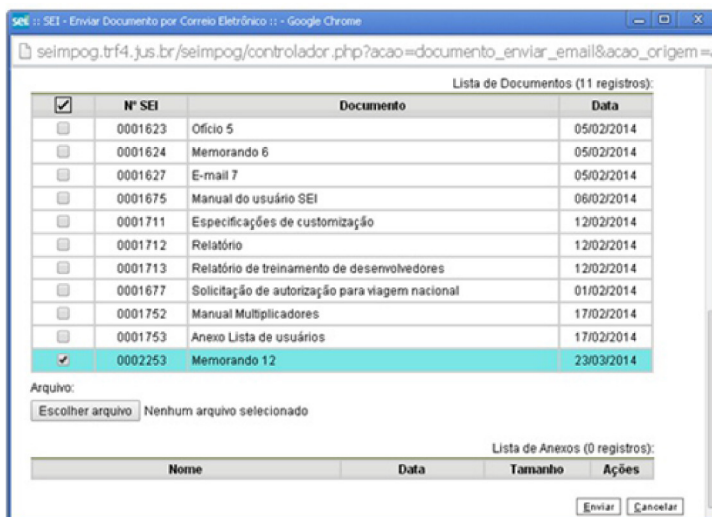 sei :: SEI - Enviar Documento por Correio Eletrônico :: - Google Chrome
seimpog.trf4.jus.br/seimpog/controlador.php?acao=documento_enviar_email&acao_origem=
Lista de Documentos (11 registros):
Nº SEI Documento Data
0001623 Ofício 5 05/02/2014
0001624 Memorando 6 05/02/2014
0001627 E-mail 7 05/02/2014
0001675 Manual do usuário SEI 06/02/2014
0001711 Especificações de customização 12/02/2014
0001712 Relatório 12/02/2014
0001713 Relatório de treinamento de desenvolvedores 12/02/2014
0001677 Solicitação de autorização para viagem nacional 01/02/2014
0001752 Manual Multiplicadores 17/02/2014
0001753 Anexo Lista de usuários 17/02/2014
0002253 Memorando 12 23/03/2014
Arquivo:
Escolher arquivo Nenhum arquivo selecionado
Lista de Anexos (0 registros):
Nome Data Tamanho Ações
Enviar Cancelar